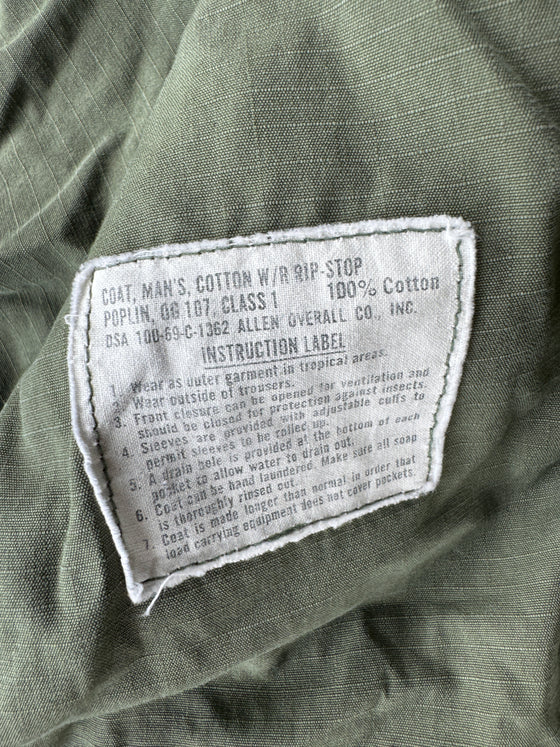 COAT, MAN'S, COTTON W/R RIP-STOP
POPLIN, OG 107, CLASS 1 100% Cotton
DSA 100-69-C-1362 ALLEN OVERALL CO., INC.
INSTRUCTION LABEL
1. Wear as outer garment in tropical areas.
2. Wear outside of trousers.
3. Front closure can be opened for ventilation and
should be closed for protection against insects.
4. Sleeves are provided with adjustable cuffs to
permit sleeves to be rolled up.
5. A drain hole is provided at the bottom of each
pocket to allow water to drain out.
6. Coat can be hand laundered. Make sure all soap
is thoroughly rinsed out.
7. Coat is made longer than normal in order that
load carrying equipment does not cover pockets.